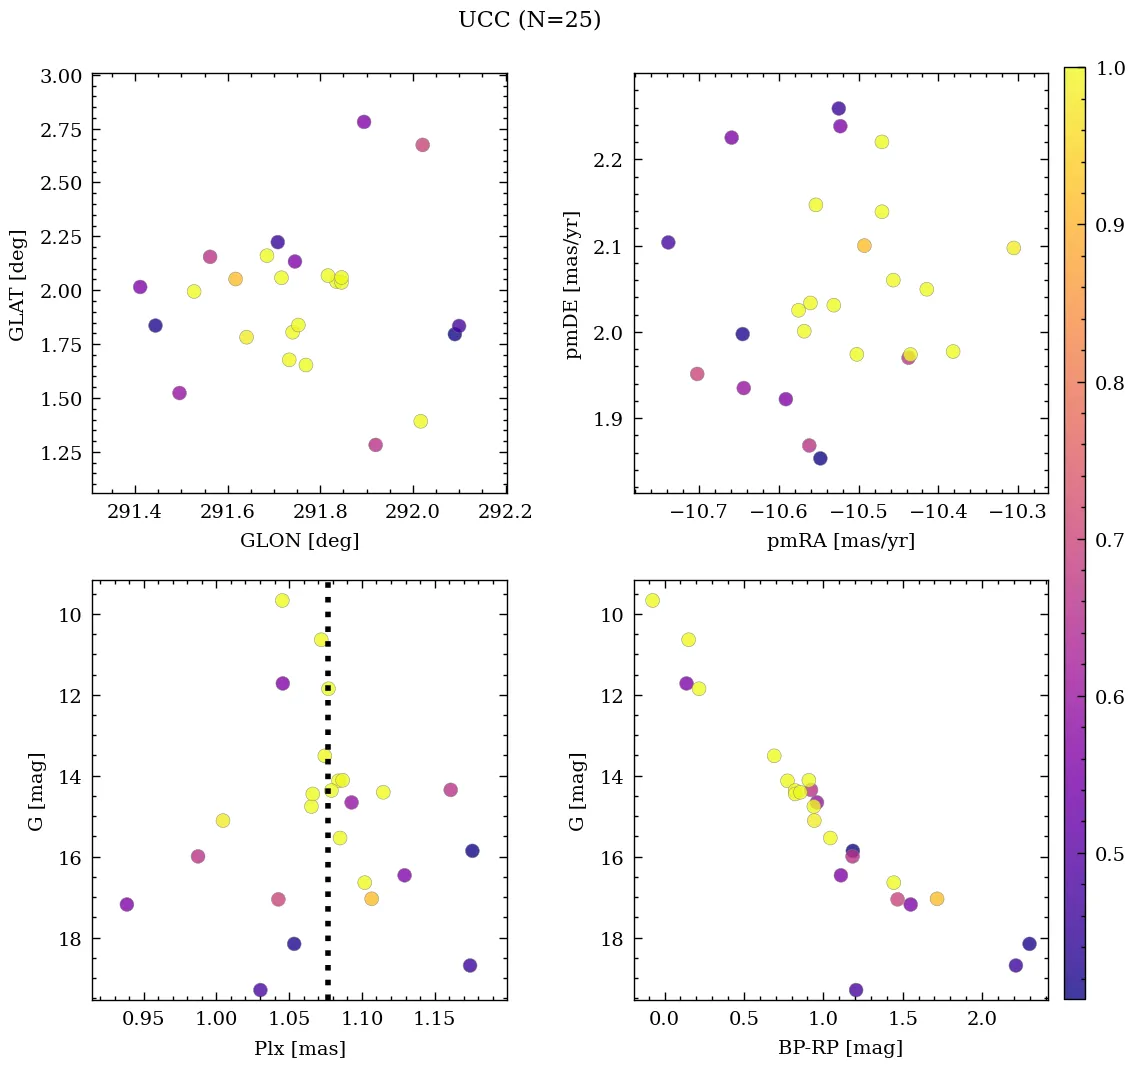 UCC (N=25)
3.00
2.75
2.50
2.25
2.00
1.75
1.50
1.25
GLAT [deg]
291.4 291.6 291.8 292.0 292.2
GLON [deg]
2.2
2.1
2.0
1.9
pmDE [mas/yr]
−10.7 −10.6 −10.5 −10.4 −10.3
pmRA [mas/yr]
10
12
14
16
18
G [mag]
0.95 1.00 1.05 1.10 1.15
Plx [mas]
10
12
14
16
18
G [mag]
0.0 0.5 1.0 1.5 2.0
BP-RP [mag]
1.0
0.9
0.8
0.7
0.6
0.5